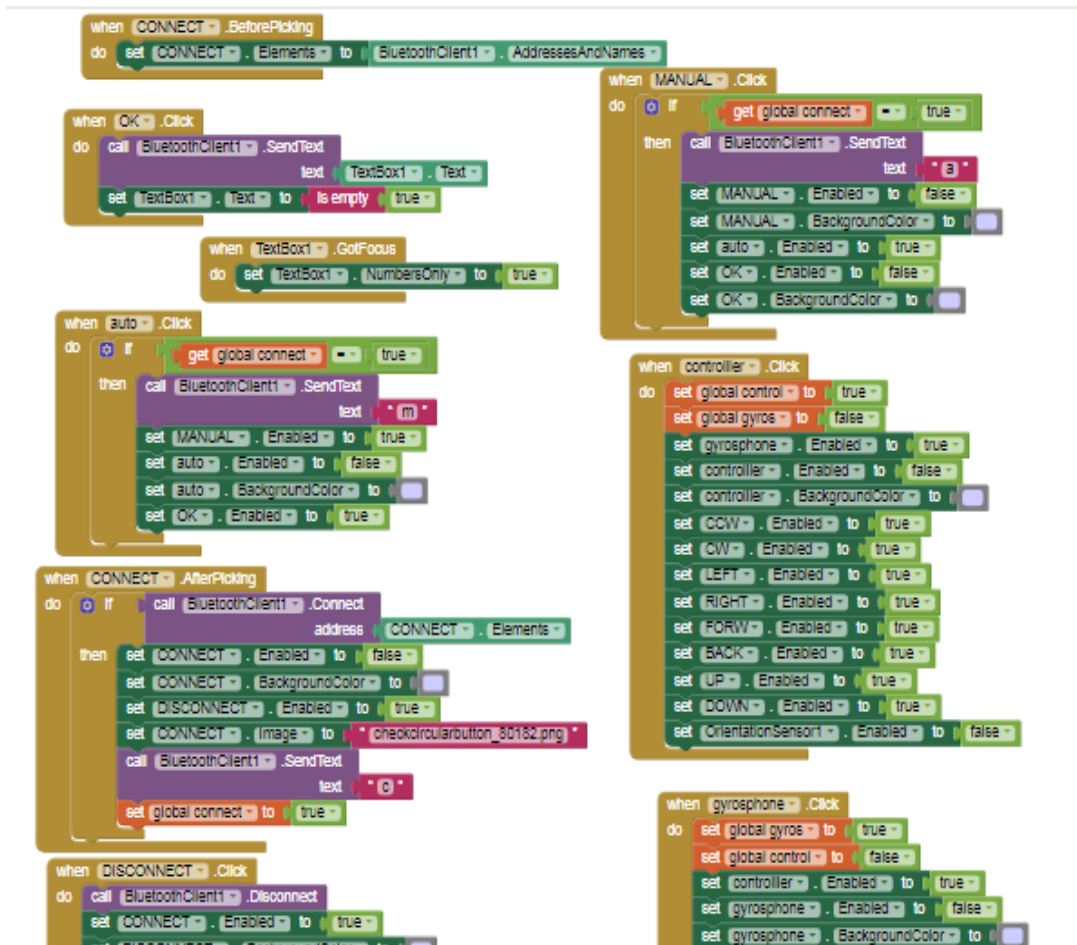 when CONNECT .BeforePicking
do set CONNECT . Elements to BluetoothClient1 . AddressesAndNames
when OK .Click
do call BluetoothClient1 .SendText
text TextBox1 . Text
set TextBox1 . Text to is empty true
when TextBox1 .GotFocus
do set TextBox1 . NumbersOnly to true
when auto .Click
do if get global connect = true
then call BluetoothClient1 .SendText
text " m "
set MANUAL . Enabled to true
set auto . Enabled to false
set auto . BackgroundColor to
set OK . Enabled to true
when CONNECT .AfterPicking
do if call BluetoothClient1 .Connect
address CONNECT . Elements
then set CONNECT . Enabled to false
set CONNECT . BackgroundColor to
set DISCONNECT . Enabled to true
set CONNECT . Image to " checkcircularbutton_80182.png "
call BluetoothClient1 .SendText
text " c "
set global connect to true
when DISCONNECT .Click
do call BluetoothClient1 .Disconnect
set CONNECT . Enabled to true
when MANUAL .Click
do if get global connect = true
then call BluetoothClient1 .SendText
text " a "
set MANUAL . Enabled to false
set MANUAL . BackgroundColor to
set auto . Enabled to true
set OK . Enabled to false
set OK . BackgroundColor to
when controller .Click
do set global control to true
set global gyros to false
set gyrosphone . Enabled to true
set controller . Enabled to false
set controller . BackgroundColor to
set CCW . Enabled to true
set CW . Enabled to true
set LEFT . Enabled to true
set RIGHT . Enabled to true
set FORW . Enabled to true
set BACK . Enabled to true
set UP . Enabled to true
set DOWN . Enabled to true
set OrientationSensor1 . Enabled to false
when gyrosphone .Click
do set global gyros to true
set global control to false
set controller . Enabled to true
set gyrosphone . Enabled to false
set gyrosphone . BackgroundColor to